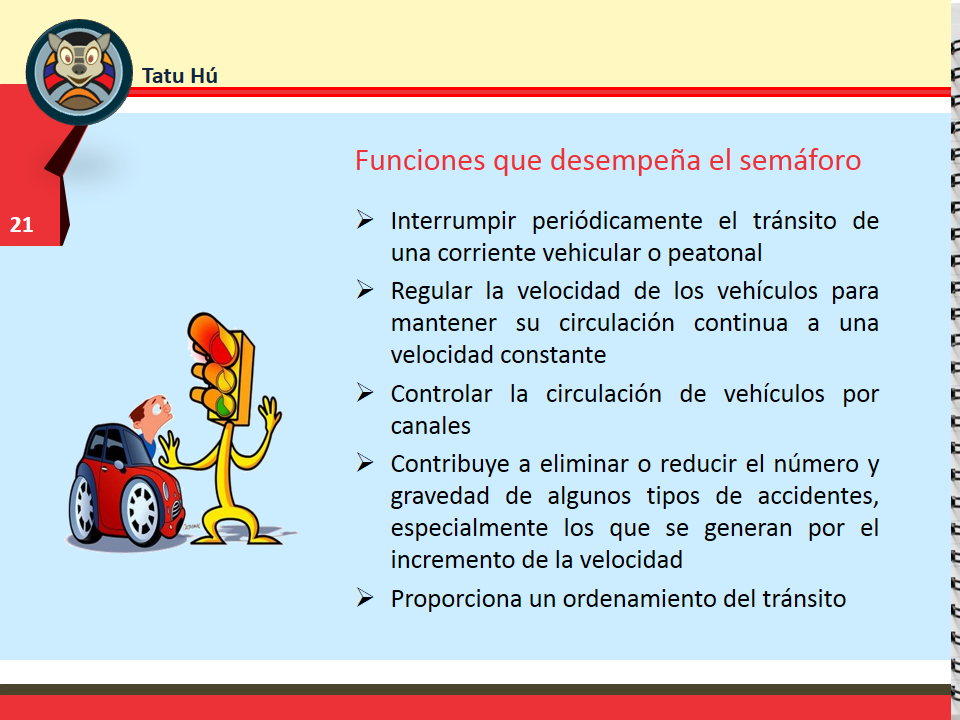 Tatu Hú
21
Funciones que desempeña el semáforo
Interrumpir periódicamente el tránsito de
una corriente vehicular o peatonal
Regular la velocidad de los vehículos para
mantener su circulación continua a una
velocidad constante
Controlar la circulación de vehículos por
canales
Contribuye a eliminar o reducir el número y
gravedad de algunos tipos de accidentes,
especialmente los que se generan por el
incremento de la velocidad
Proporciona un ordenamiento del tránsito